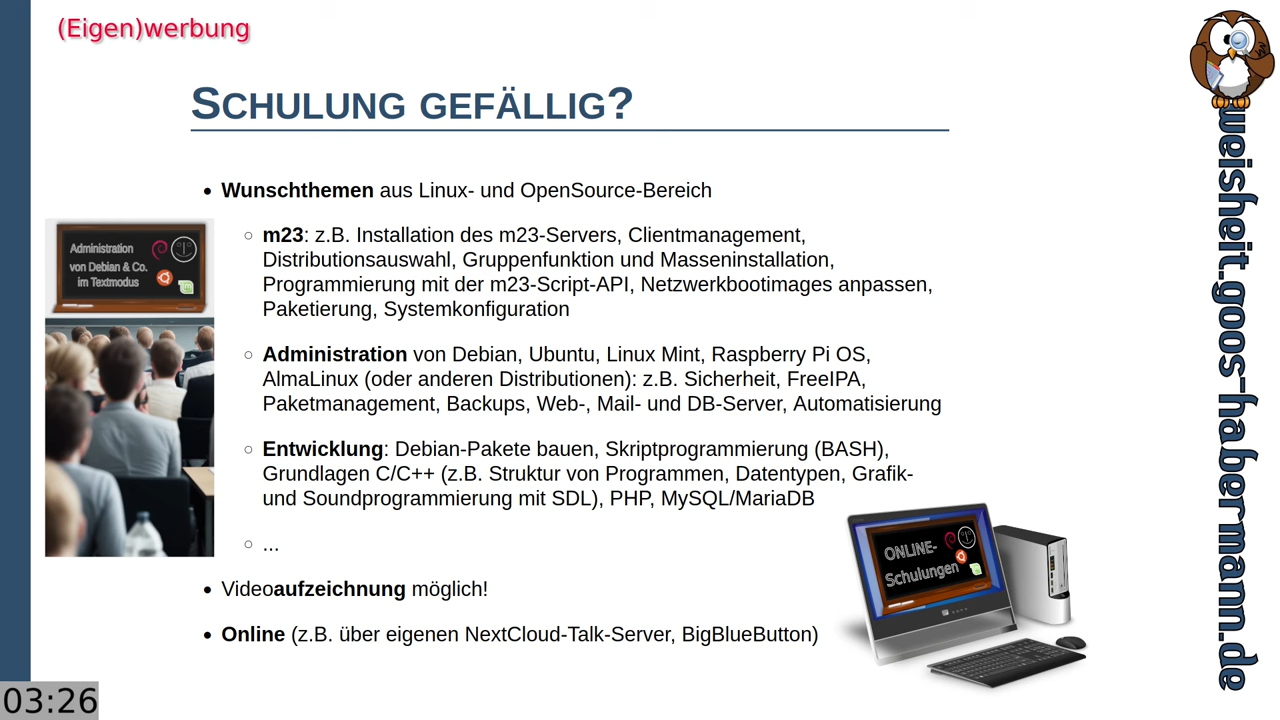 (Eigen)werbung
SCHULUNG GEFÄLLIG?
• Wunschthemen aus Linux- und OpenSource-Bereich
◦ m23: z.B. Installation des m23-Servers, Clientmanagement,
Distributionsauswahl, Gruppenfunktion und Masseninstallation,
Programmierung mit der m23-Script-API, Netzwerkbootimages anpassen,
Paketierung, Systemkonfiguration
◦ Administration von Debian, Ubuntu, Linux Mint, Raspberry Pi OS,
AlmaLinux (oder anderen Distributionen): z.B. Sicherheit, FreeIPA,
Paketmanagement, Backups, Web-, Mail- und DB-Server, Automatisierung
◦ Entwicklung: Debian-Pakete bauen, Skriptprogrammierung (BASH),
Grundlagen C/C++ (z.B. Struktur von Programmen, Datentypen, Grafik-
und Soundprogrammierung mit SDL), PHP, MySQL/MariaDB
◦ ...
• Videoaufzeichnung möglich!
• Online (z.B. über eigenen NextCloud-Talk-Server, BigBlueButton)
Administration
von Debian & Co.
im Textmodus
ONLINE-
Schulungen
weisheit.goos-habermann.de
03:26